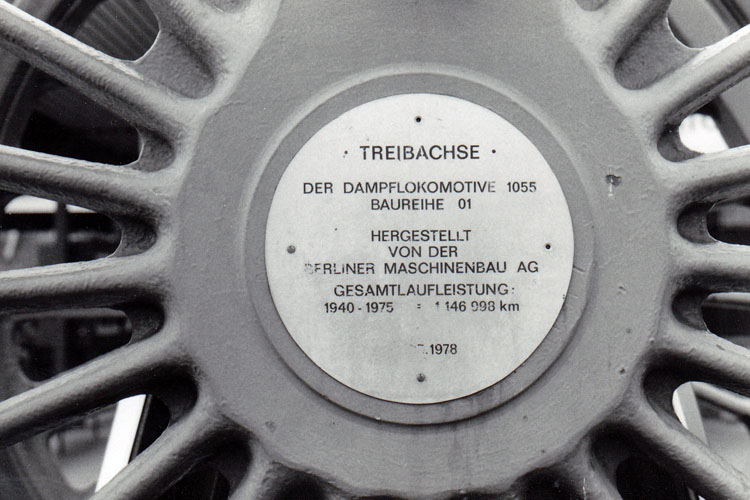 · TREIBACHSE ·
DER DAMPFLOKOMOTIVE 1055
BAUREIHE 01
HERGESTELLT
VON DER
BERLINER MASCHINENBAU AG
GESAMTLAUFLEISTUNG:
1940 - 1975 = 1 146 998 km
1978